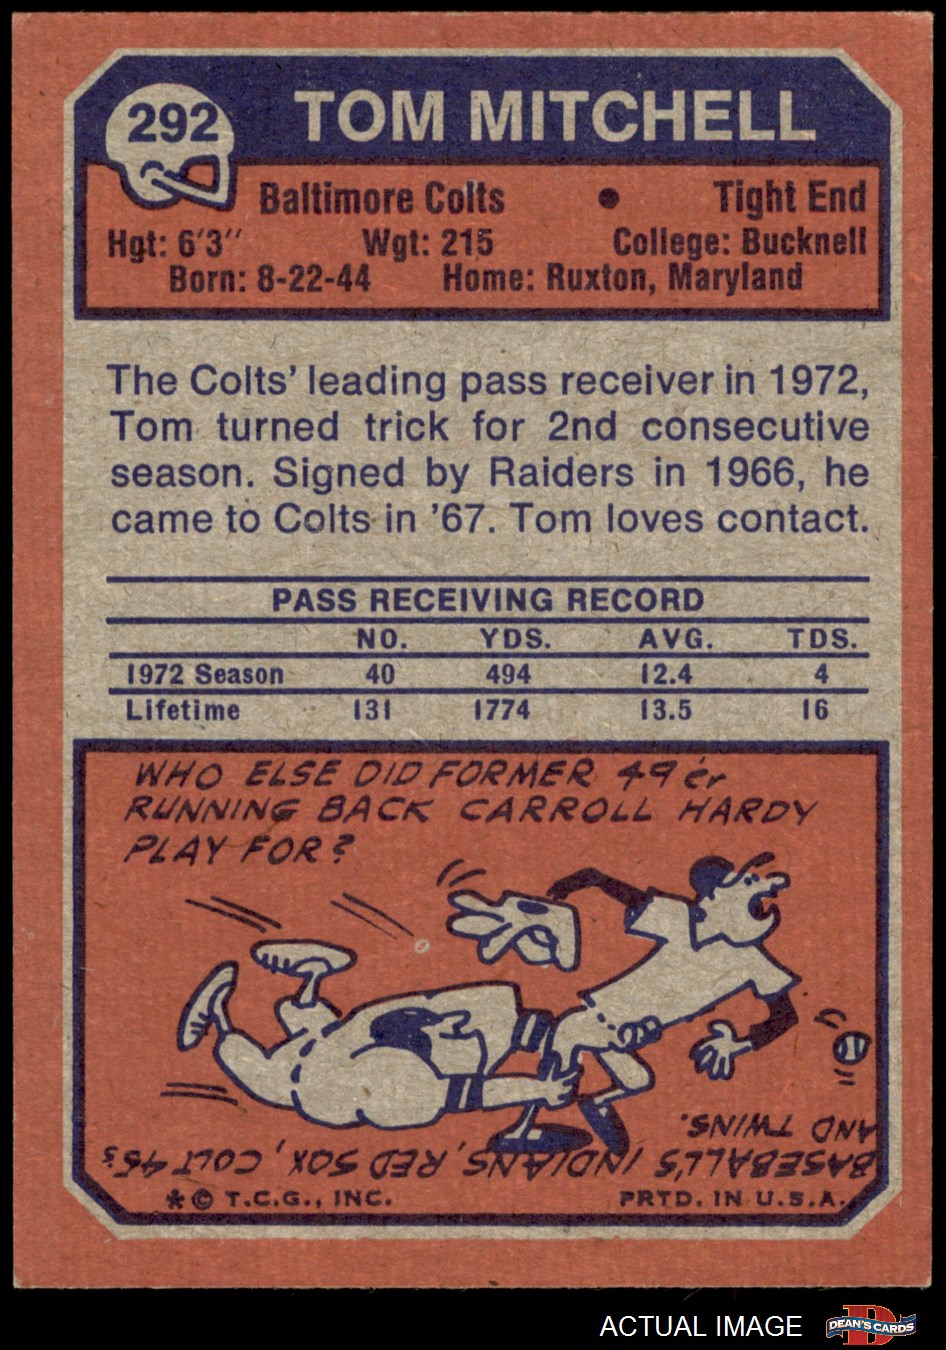 292
TOM MITCHELL
Baltimore Colts • Tight End
Hgt: 6'3" Wgt: 215 College: Bucknell
Born: 8-22-44 Home: Ruxton, Maryland
The Colts' leading pass receiver in 1972,
Tom turned trick for 2nd consecutive
season. Signed by Raiders in 1966, he
came to Colts in '67. Tom loves contact.
PASS RECEIVING RECORD
NO. YDS. AVG. TDS.
1972 Season 40 494 12.4 4
Lifetime 131 1774 13.5 16
WHO ELSE DID FORMER 49'er
RUNNING BACK CARROLL HARDY
PLAY FOR?
BASEBALL'S INDIANS, RED SOX, COLT 45's
AND TWINS.
* © T.C.G., INC. PRTD. IN U.S.A.
ACTUAL IMAGE
D
DEAN'S CARDS